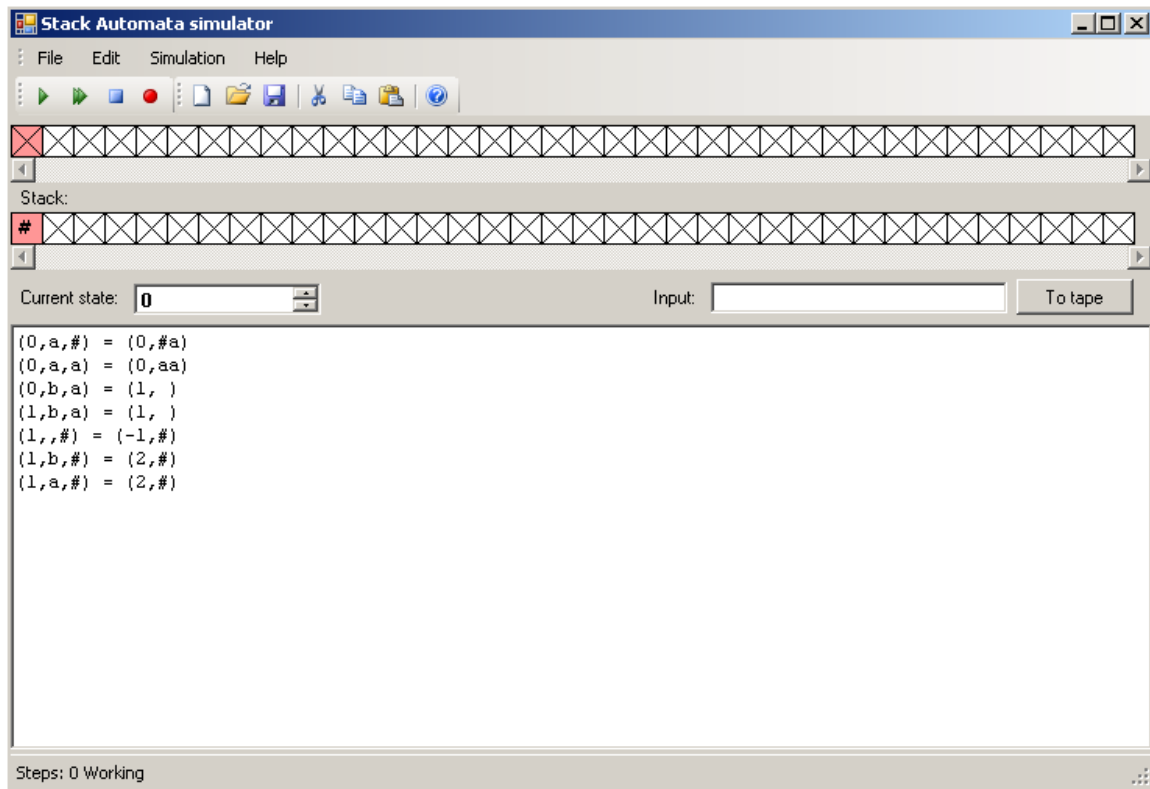 Stack Automata simulator
File Edit Simulation Help
Stack:
#
Current state: 0 Input: To tape
(0,a,#) = (0,#a)
(0,a,a) = (0,aa)
(0,b,a) = (1, )
(1,b,a) = (1, )
(1,,#) = (-1,#)
(1,b,#) = (2,#)
(1,a,#) = (2,#)
Steps: 0 Working